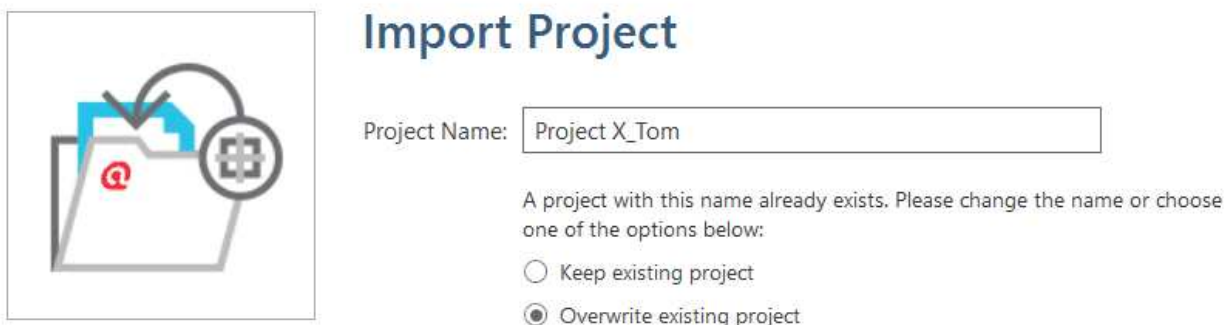 Import Project
Project Name: Project X_Tom
A project with this name already exists. Please change the name or choose
one of the options below:
Keep existing project
Overwrite existing project
@